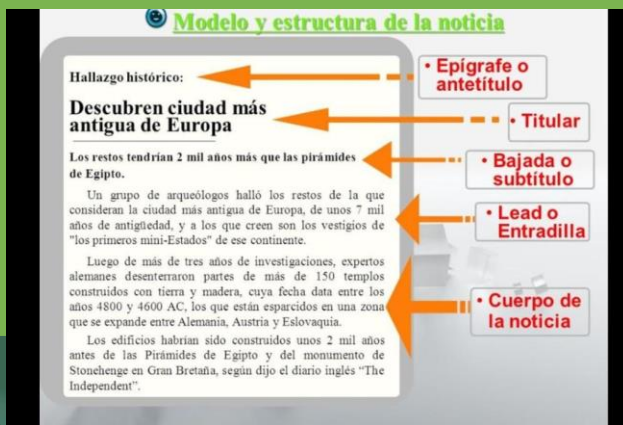 Modelo y estructura de la noticia
Hallazgo histórico:
Descubren ciudad más
antigua de Europa
Los restos tendrían 2 mil años más que las pirámides
de Egipto.
Un grupo de arqueólogos halló los restos de la que
consideran la ciudad más antigua de Europa, de unos 7 mil
años de antigüedad, y a los que creen son los vestigios de
"los primeros mini-Estados" de ese continente.
Luego de más de tres años de investigaciones, expertos
alemanes desenterraron partes de más de 150 templos
construidos con tierra y madera, cuya fecha data entre los
años 4800 y 4600 AC, los que están esparcidos en una zona
que se expande entre Alemania, Austria y Eslovaquia.
Los edificios habrían sido construidos unos 2 mil años
antes de las Pirámides de Egipto y del monumento de
Stonehenge en Gran Bretaña, según dijo el diario inglés “The
Independent”.
• Epígrafe o
antetítulo
• Titular
• Bajada o
subtítulo
• Lead o
Entradilla
• Cuerpo de
la noticia